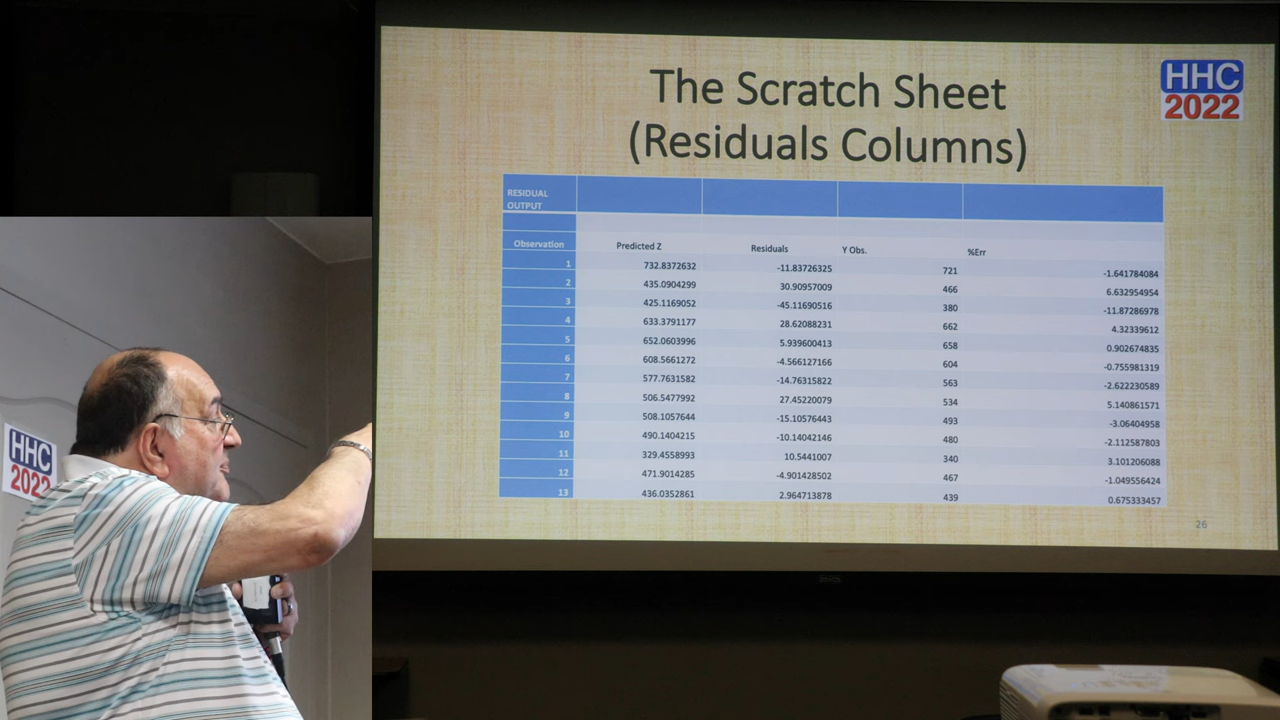 The Scratch Sheet
(Residuals Columns)
HHC
2022
RESIDUAL
OUTPUT
Observation Predicted Z Residuals Y Obs. %Err
1 732.8372632 -11.83726325 721 -1.641784084
2 435.0904299 30.90957009 466 6.632954954
3 425.1169052 -45.11690516 380 -11.87286978
4 633.3791177 28.62088231 662 4.32339612
5 652.0603996 5.939600413 658 0.902674835
6 608.5661272 -4.566127166 604 -0.755981319
7 577.7631582 -14.76315822 563 -2.622230589
8 506.5477992 27.45220079 534 5.140861571
9 508.1057644 -15.10576443 493 -3.06404958
10 490.1404215 -10.14042146 480 -2.112587803
11 329.4558993 10.5441007 340 3.101206088
12 471.9014285 -4.901428502 467 -1.049556424
13 436.0352861 2.964713878 439 0.675333457
26
HHC
2022